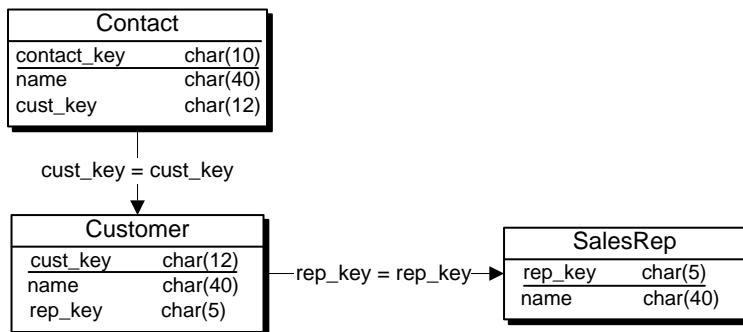 Contact
contact_key char(10)
name char(40)
cust_key char(12)
cust_key = cust_key
Customer
cust_key char(12)
name char(40)
rep_key char(5)
rep_key = rep_key
SalesRep
rep_key char(5)
name char(40)